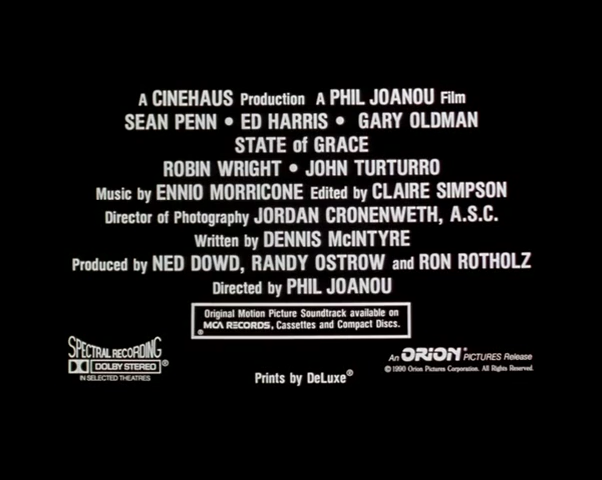 A CINEHAUS Production A PHIL JOANOU Film
SEAN PENN • ED HARRIS • GARY OLDMAN
STATE of GRACE
ROBIN WRIGHT • JOHN TURTURRO
Music by ENNIO MORRICONE Edited by CLAIRE SIMPSON
Director of Photography JORDAN CRONENWETH, A.S.C.
Written by DENNIS McINTYRE
Produced by NED DOWD, RANDY OSTROW and RON ROTHOLZ
Directed by PHIL JOANOU
Original Motion Picture Soundtrack available on
MCA RECORDS, Cassettes and Compact Discs.
®
SPECTRAL RECORDING
DOLBY STEREO ®
IN SELECTED THEATRES
Prints by DeLuxe®
An ORION® PICTURES Release
©1990 Orion Pictures Corporation. All Rights Reserved.